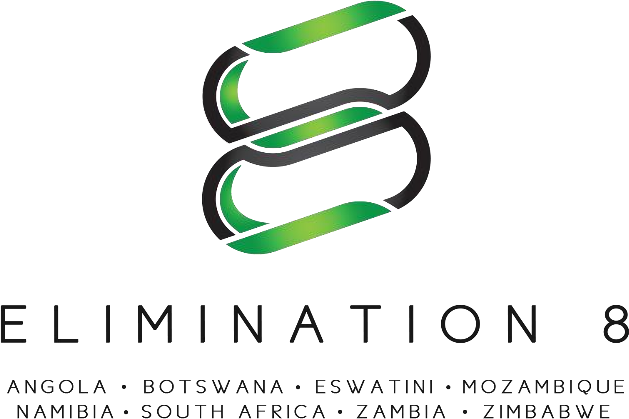 ELIMINATION 8
ANGOLA • BOTSWANA • ESWATINI • MOZAMBIQUE
NAMIBIA • SOUTH AFRICA • ZAMBIA • ZIMBABWE